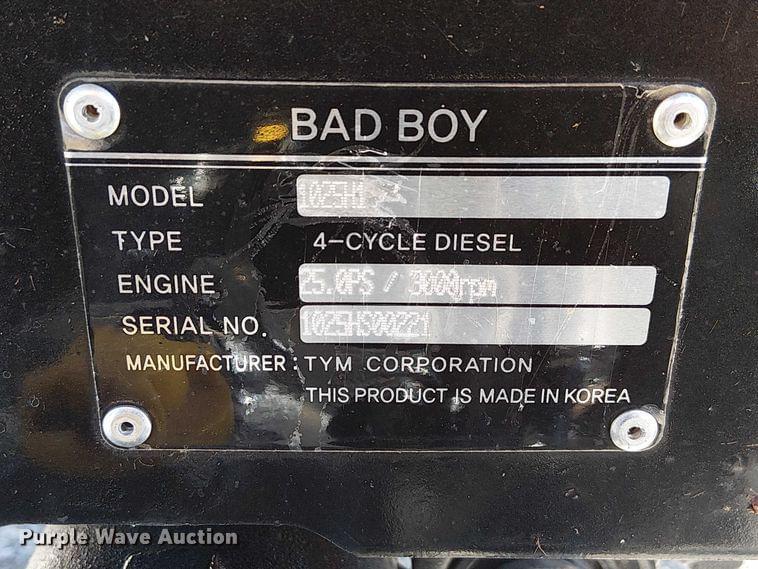 BAD BOY
MODEL
TYPE 4-CYCLE DIESEL
ENGINE 25.0PS / 3000rpm
SERIAL NO. 1025HS00221
MANUFACTURER : TYM CORPORATION
THIS PRODUCT IS MADE IN KOREA
Purple Wave Auction